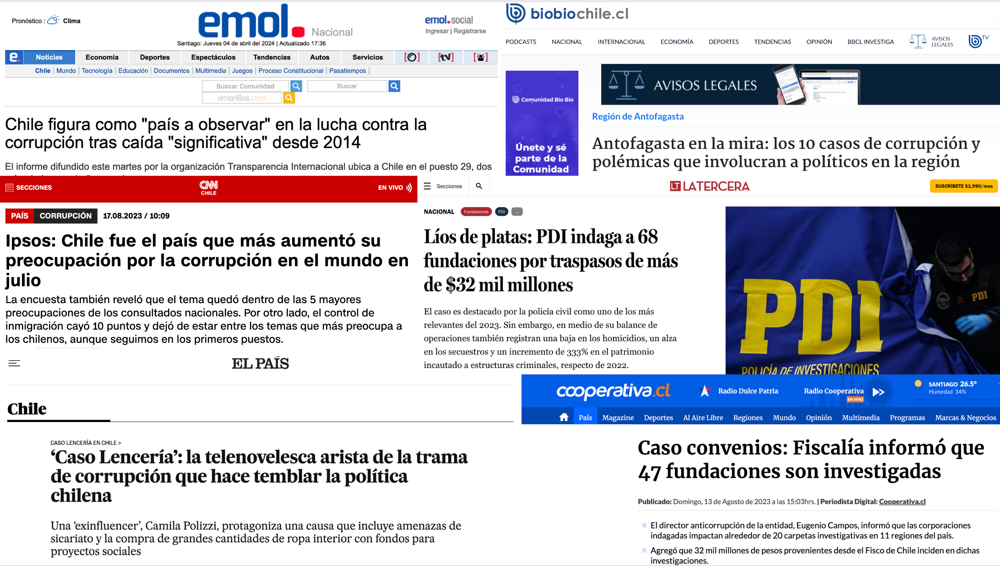 Pronóstico : Clima
emol. Nacional
emol.social
Ingresar | Registrarse
Santiago: Jueves 04 de abril del 2024 | Actualizado 17:36
e. Noticias Economía Deportes Espectáculos Tendencias Autos Servicios [O] [tv]
Chile | Mundo | Tecnología | Educación | Documentos | Multimedia | Juegos | Proceso Constitucional | Pasatiempos |
Buscar Comunidad Buscar
amarillas.com
Chile figura como "país a observar" en la lucha contra la
corrupción tras caída "significativa" desde 2014
El informe difundido este martes por la organización Transparencia Internacional ubica a Chile en el puesto 29, dos
biobiochile.cl
PODCASTS NACIONAL INTERNACIONAL ECONOMÍA DEPORTES TENDENCIAS OPINIÓN BBCL INVESTIGA AVISOS LEGALES TV
Comunidad Bío Bío
Únete y sé
parte de la
Comunidad
AVISOS LEGALES
Región de Antofagasta
Antofagasta en la mira: los 10 casos de corrupción y
polémicas que involucran a políticos en la región
SECCIONES
CNN
CHILE
EN VIVO
PAÍS CORRUPCIÓN 17.08.2023 / 10:09
Ipsos: Chile fue el país que más aumentó su
preocupación por la corrupción en el mundo en
julio
La encuesta también reveló que el tema quedó dentro de las 5 mayores
preocupaciones de los consultados nacionales. Por otro lado, el control de
inmigración cayó 10 puntos y dejó de estar entre los temas que más preocupa a
los chilenos, aunque seguimos en los primeros puestos.
Secciones
LT LATERCERA
SUSCRÍBETE $1.990/mes
NACIONAL Fundaciones PDI ...
Líos de platas: PDI indaga a 68
fundaciones por traspasos de más
de $32 mil millones
El caso es destacado por la policía civil como uno de los más
relevantes del 2023. Sin embargo, en medio de su balance de
operaciones también registran una baja en los homicidios, un alza
en los secuestros y un incremento de 333% en el patrimonio
incautado a estructuras criminales, respecto de 2022.
PDI
PDI
POLICÍA DE INVESTIGACIONES
EL PAÍS
Chile
CASO LENCERÍA EN CHILE >
‘Caso Lencería’: la telenovelesca arista de la trama
de corrupción que hace temblar la política
chilena
Una ‘exinfluencer’, Camila Polizzi, protagoniza una causa que incluye amenazas de
sicariato y la compra de grandes cantidades de ropa interior con fondos para
proyectos sociales
cooperativa.cl
Radio Dulce Patria
Radio Cooperativa
EN VIVO
SANTIAGO 26.5°
Humedad 34%
País Magazine Deportes Al Aire Libre Regiones Mundo Opinión Multimedia Programas Marcas & Negocios
Caso convenios: Fiscalía informó que
47 fundaciones son investigadas
Publicado: Domingo, 13 de Agosto de 2023 a las 15:03hrs. | Periodista Digital: Cooperativa.cl
El director anticorrupción de la entidad, Eugenio Campos, informó que las corporaciones
indagadas impactan alrededor de 20 carpetas investigativas en 11 regiones del país.
Agregó que 32 mil millones de pesos provenientes desde el Fisco de Chile inciden en dichas
investigaciones.